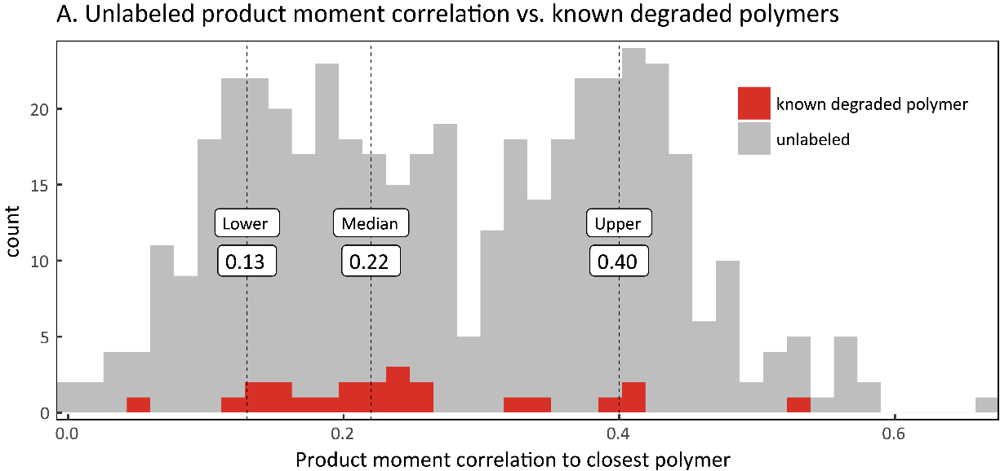 A. Unlabeled product moment correlation vs. known degraded polymers
count
20
15
10
5
0
known degraded polymer
unlabeled
Lower
Median
Upper
0.13
0.22
0.40
0.0
0.2
0.4
0.6
Product moment correlation to closest polymer